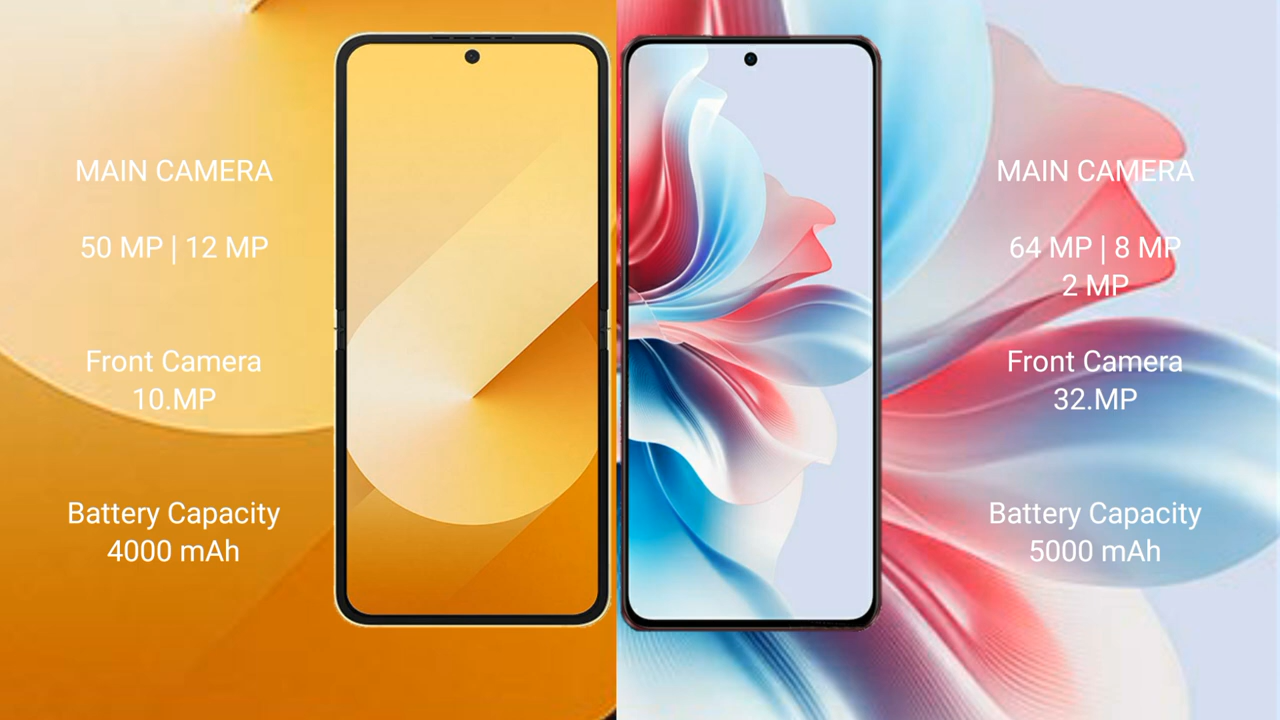 MAIN CAMERA
50 MP | 12 MP
Front Camera
10.MP
Battery Capacity
4000 mAh
MAIN CAMERA
64 MP | 8 MP
2 MP
Front Camera
32.MP
Battery Capacity
5000 mAh